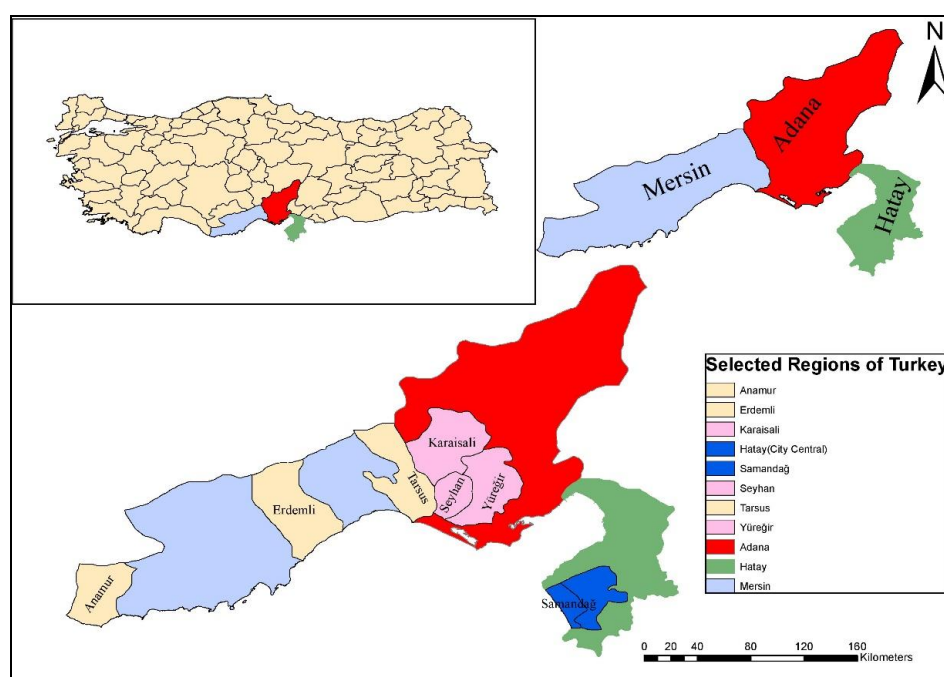 N
Adana
Mersin
Hatay
Karaisali
Tarsus
Seyhan
Yüreğir
Erdemli
Anamur
Samandağ
Selected Regions of Turkey
Anamur
Erdemli
Karaisali
Hatay(City Central)
Samandağ
Seyhan
Tarsus
Yüreğir
Adana
Hatay
Mersin
0 20 40 80 120 160
Kilometers